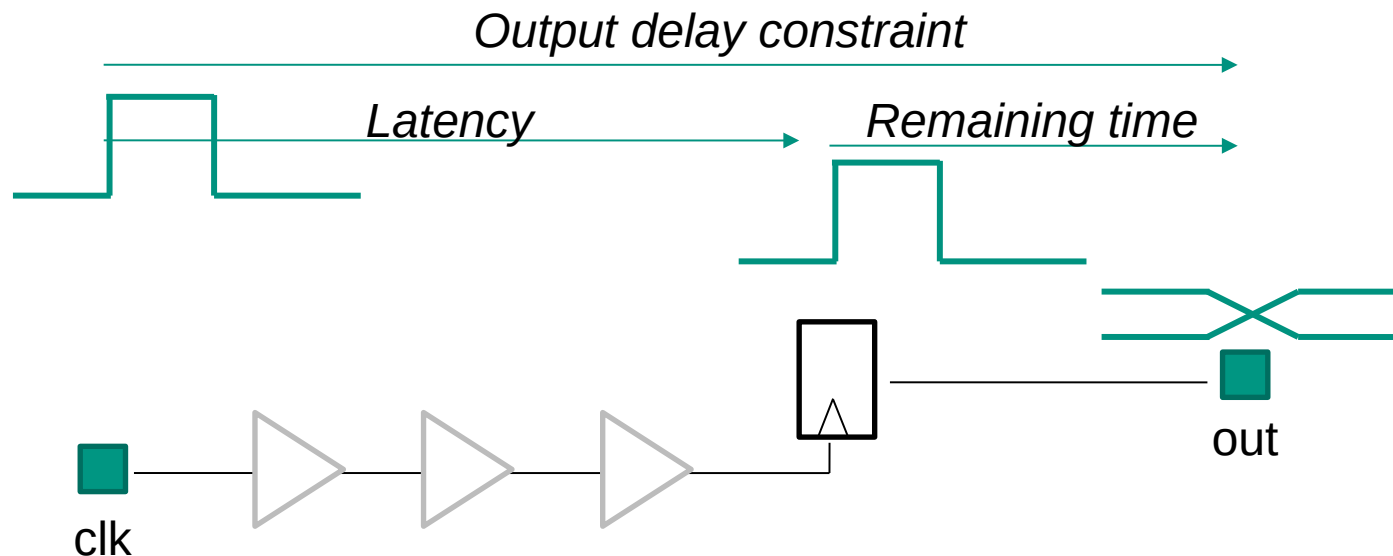 Output delay constraint
Latency
Remaining time
out
clk